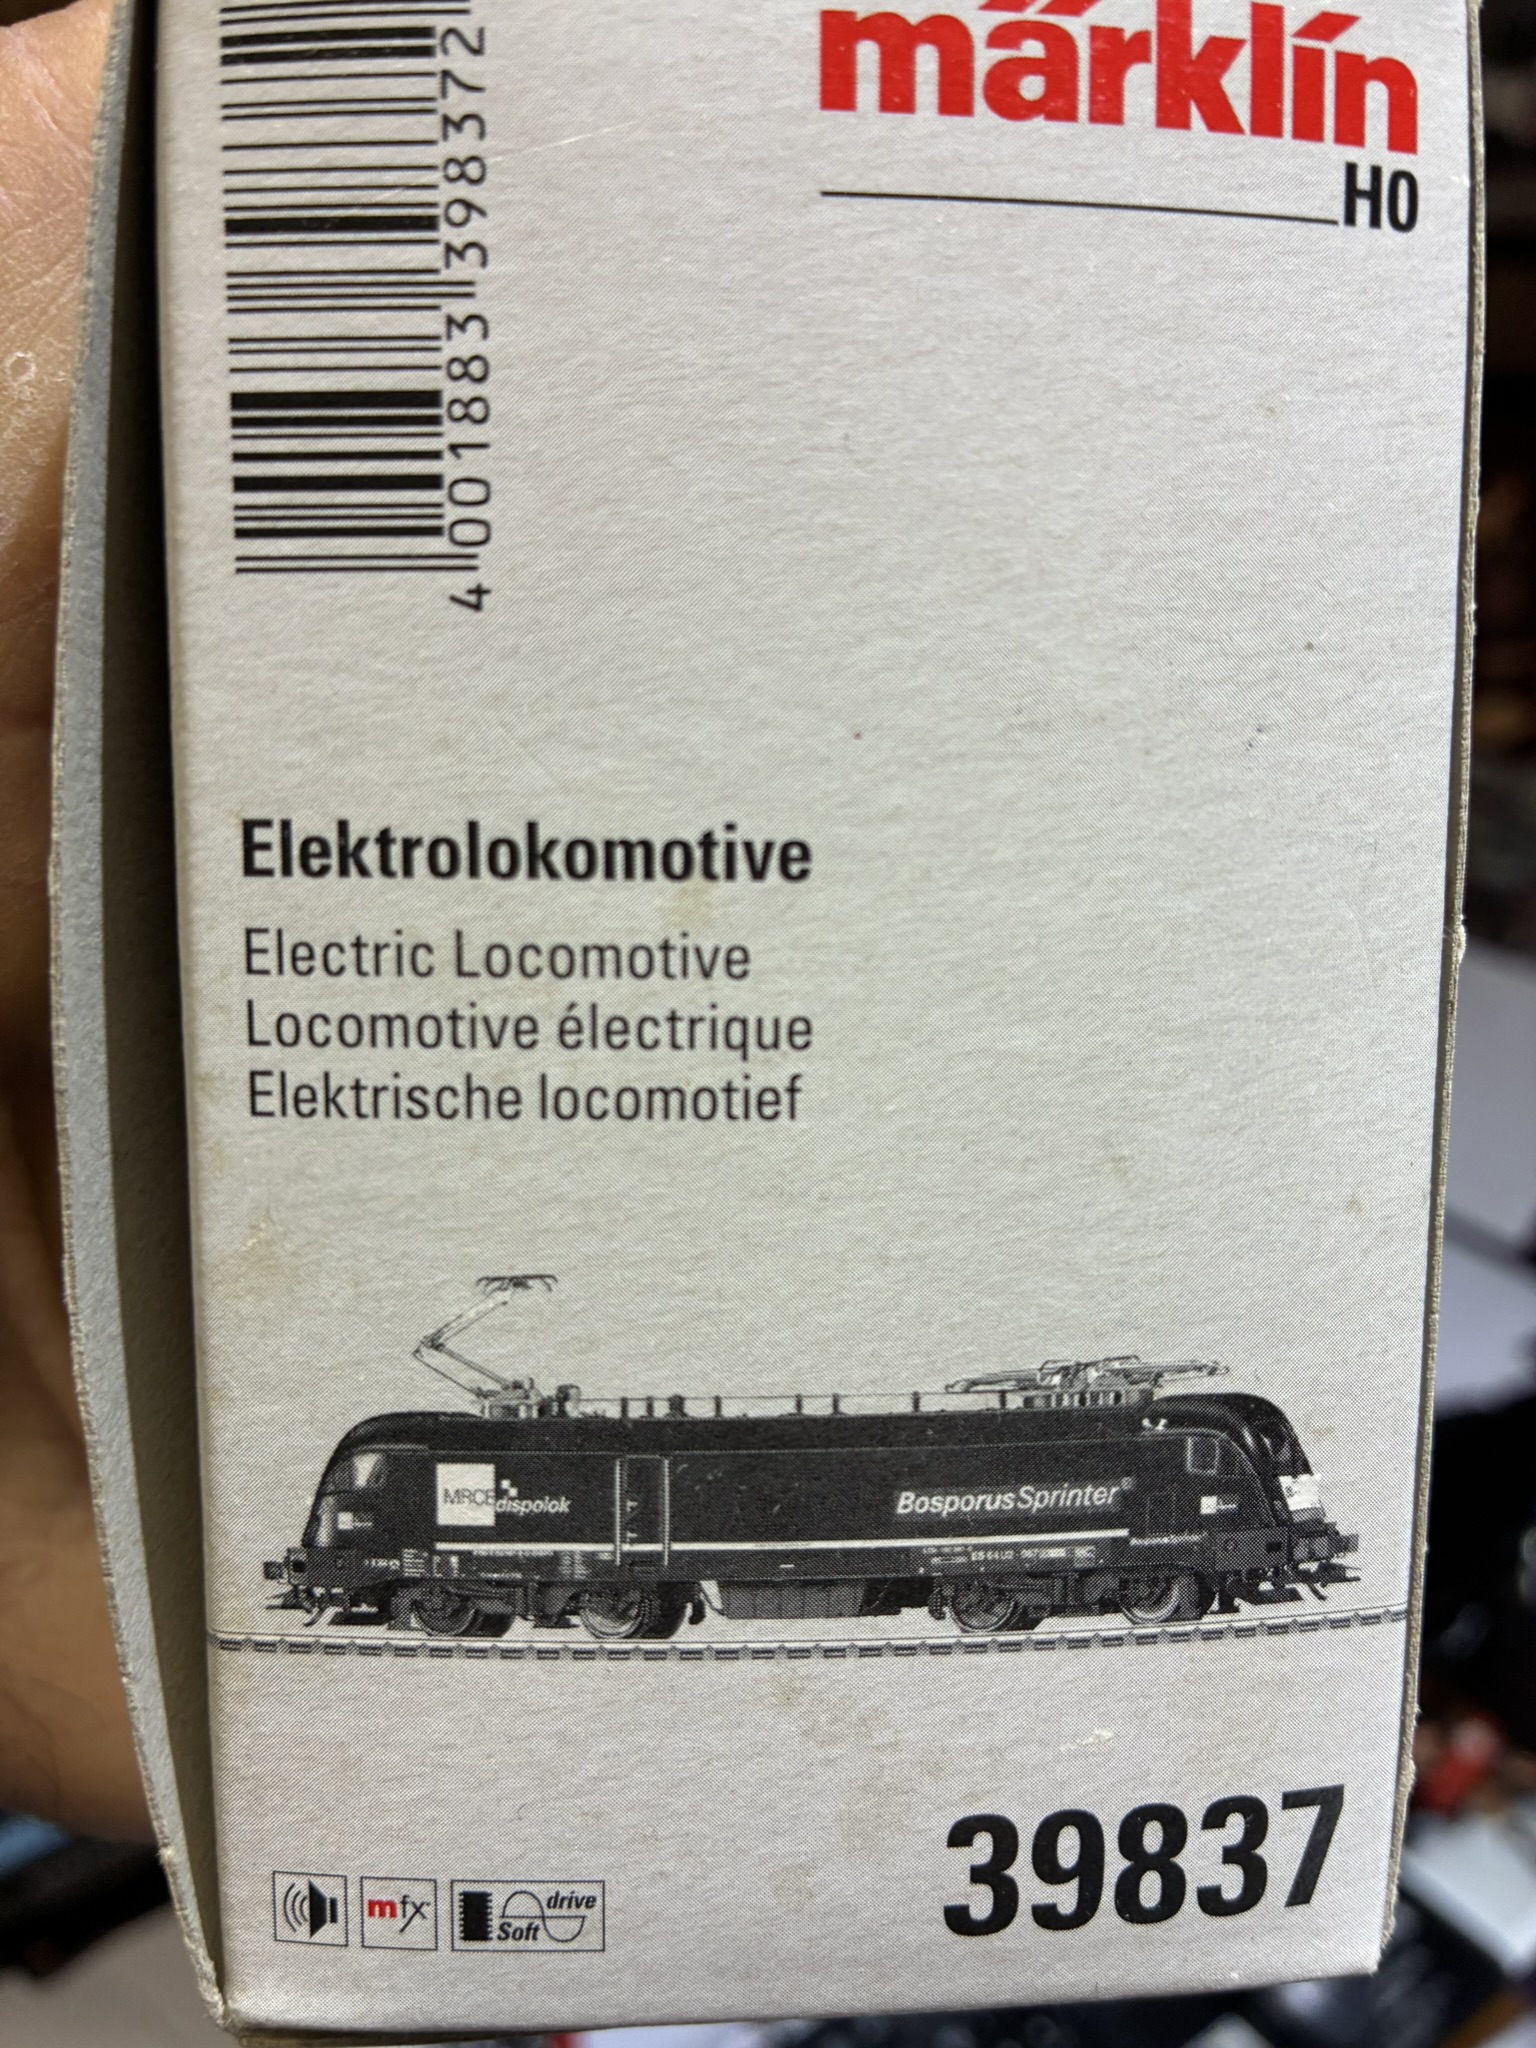 märklin
H0
4 001883 398372
Elektrolokomotive
Electric Locomotive
Locomotive électrique
Elektrische locomotief
MRCE dispolok
BosporusSprinter
mfx
Soft drive
39837